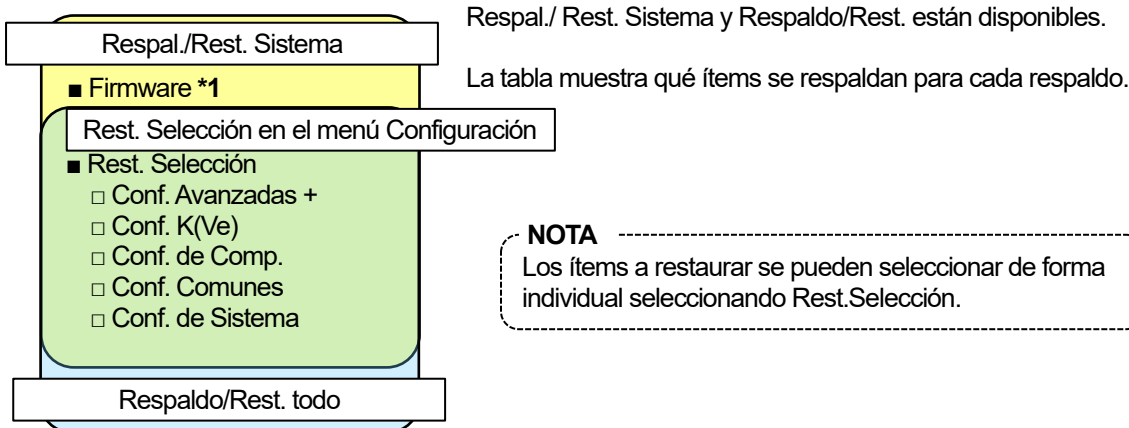 Respal./Rest. Sistema
■ Firmware *1
Rest. Selección en el menú Configuración
■ Rest. Selección
□ Conf. Avanzadas +
□ Conf. K(Ve)
□ Conf. de Comp.
□ Conf. Comunes
□ Conf. de Sistema
Respaldo/Rest. todo
Respal./ Rest. Sistema y Respaldo/Rest. están disponibles.
La tabla muestra qué ítems se respaldan para cada respaldo.
NOTA
Los ítems a restaurar se pueden seleccionar de forma
individual seleccionando Rest.Selección.